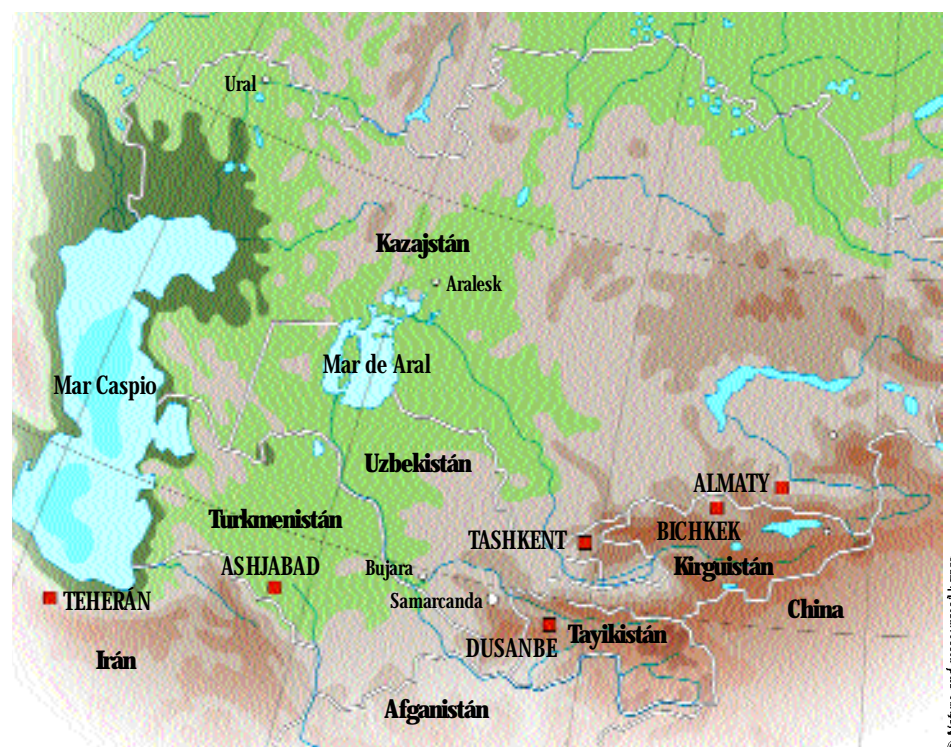 Ural
Kazajstán
Aralesk
Mar de Aral
Mar Caspio
Uzbekistán
ALMATY
Turkmenistán
BICHKEK
TASHKENT
ASHJABAD
Bujara
Kirguistán
TEHERÁN
Samarcanda
China
Tayikistán
DUSANBE
Irán
Afganistán